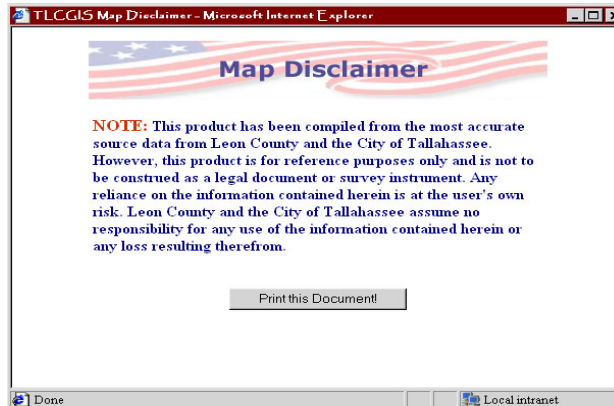 TLCGIS Map Disclaimer - Microsoft Internet Explorer
Map Disclaimer
NOTE: This product has been compiled from the most accurate
source data from Leon County and the City of Tallahassee.
However, this product is for reference purposes only and is not to
be construed as a legal document or survey instrument. Any
reliance on the information contained herein is at the user's own
risk. Leon County and the City of Tallahassee assume no
responsibility for any use of the information contained herein or
any loss resulting therefrom.
Print this Document!
Done
Local intranet